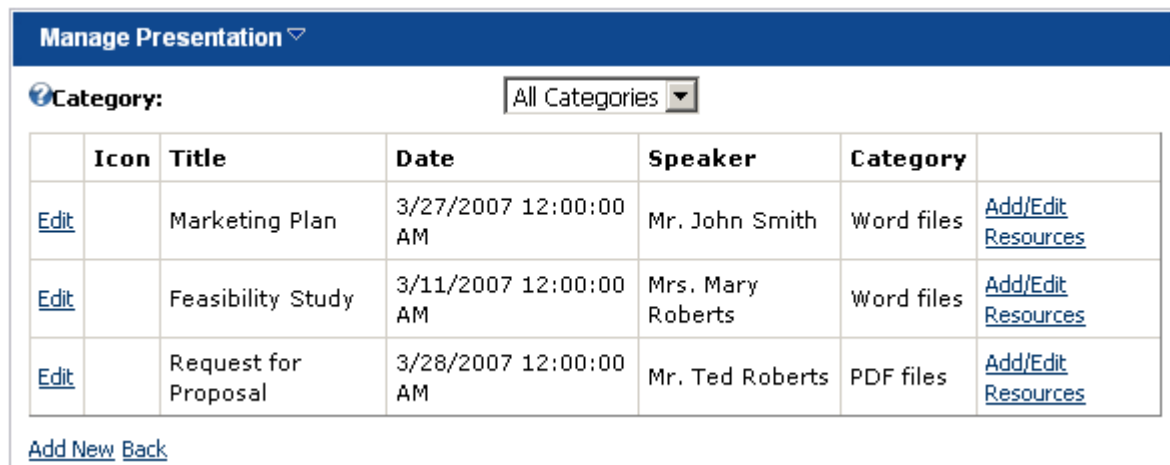 Manage Presentation
Category: All Categories
Icon Title Date Speaker Category
Edit Marketing Plan 3/27/2007 12:00:00 AM Mr. John Smith Word files Add/Edit Resources
Edit Feasibility Study 3/11/2007 12:00:00 AM Mrs. Mary Roberts Word files Add/Edit Resources
Edit Request for Proposal 3/28/2007 12:00:00 AM Mr. Ted Roberts PDF files Add/Edit Resources
Add New Back